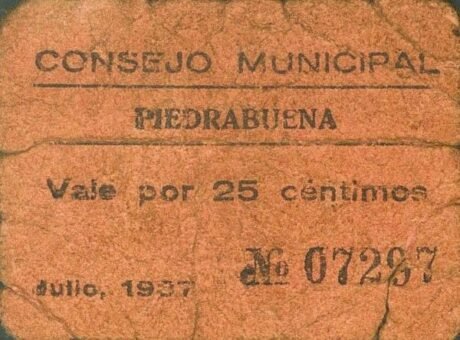 CONSEJO MUNICIPAL
PIEDRABUENA
Vale por 25 céntimos
Julio, 1937
№ 07297